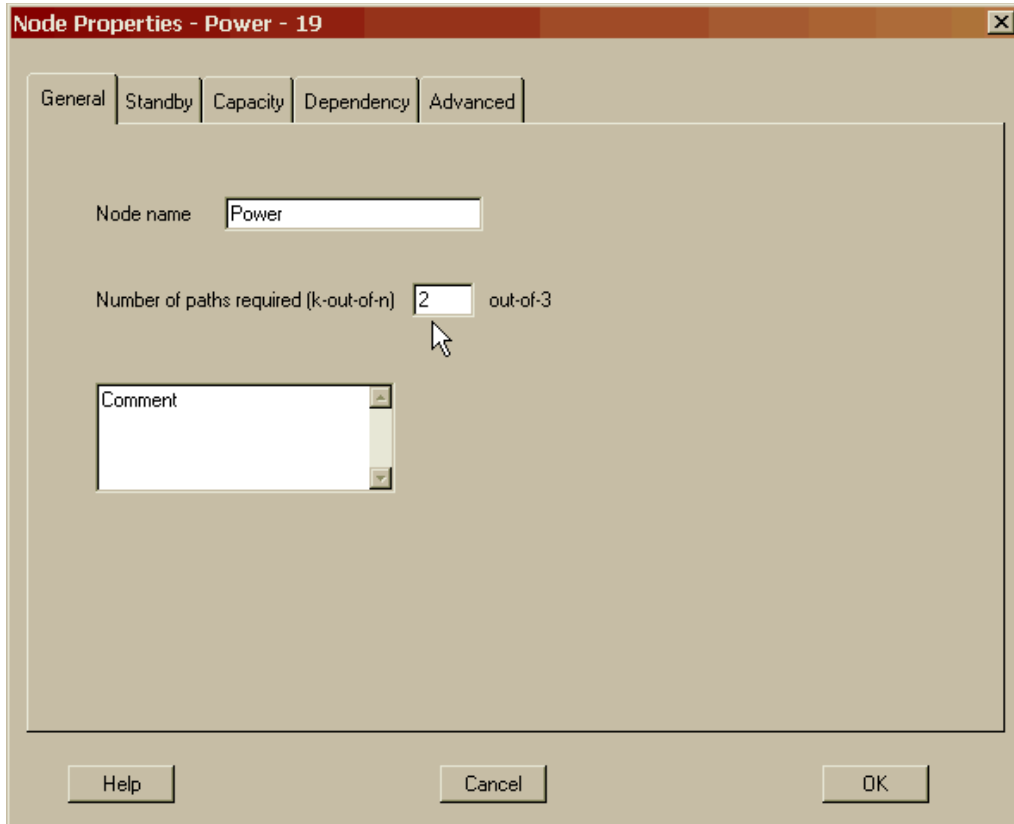 Node Properties - Power - 19
General Standby Capacity Dependency Advanced
Node name Power
Number of paths required (k-out-of-n) 2 out-of-3
Comment
Help Cancel OK